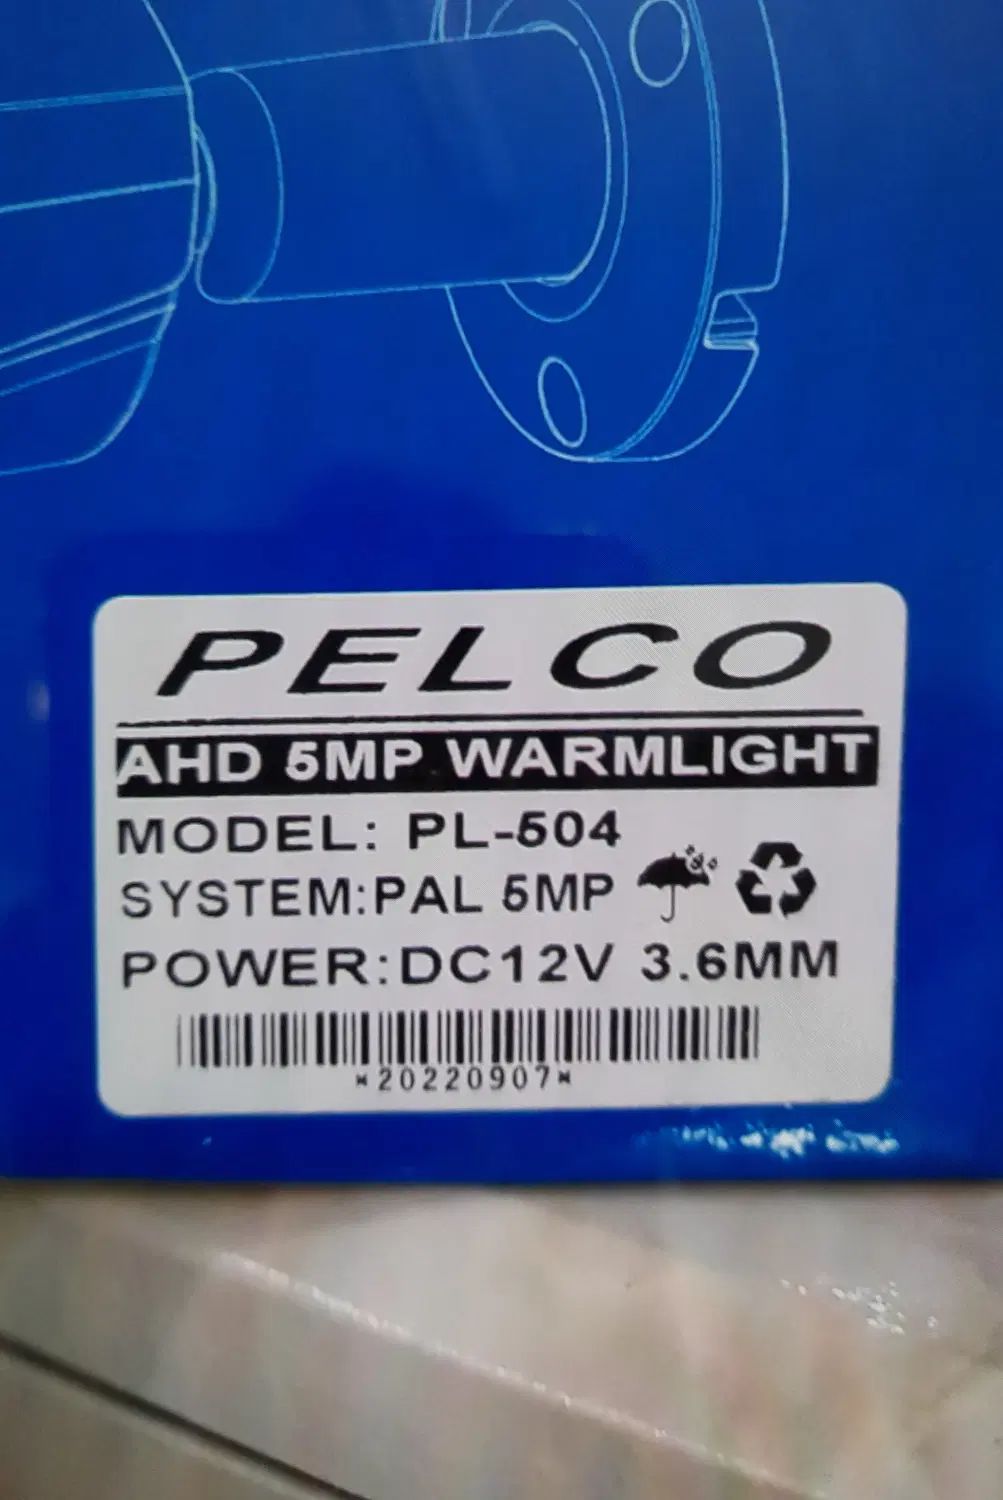 PELCO
AHD 5MP WARMLIGHT
MODEL: PL-504
SYSTEM:PAL 5MP
POWER:DC12V 3.6MM
*20220907*